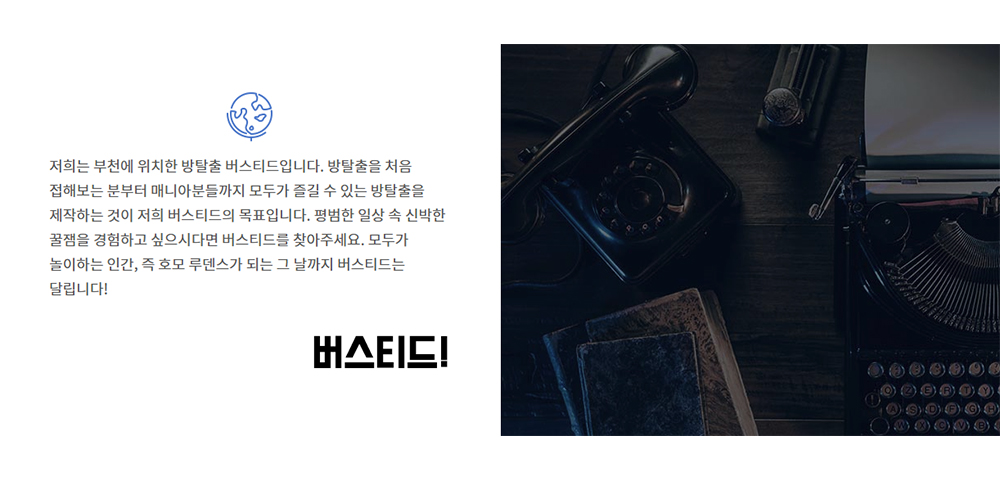 저희는 부천에 위치한 방탈출 버스티드입니다. 방탈출을 처음
접해보는 분부터 매니아분들까지 모두가 즐길 수 있는 방탈출을
제작하는 것이 저희 버스티드의 목표입니다. 평범한 일상 속 신박한
꿀잼을 경험하고 싶으시다면 버스티드를 찾아주세요. 모두가
놀이하는 인간, 즉 호모 루덴스가 되는 그 날까지 버스티드는
달립니다!
버스티드!